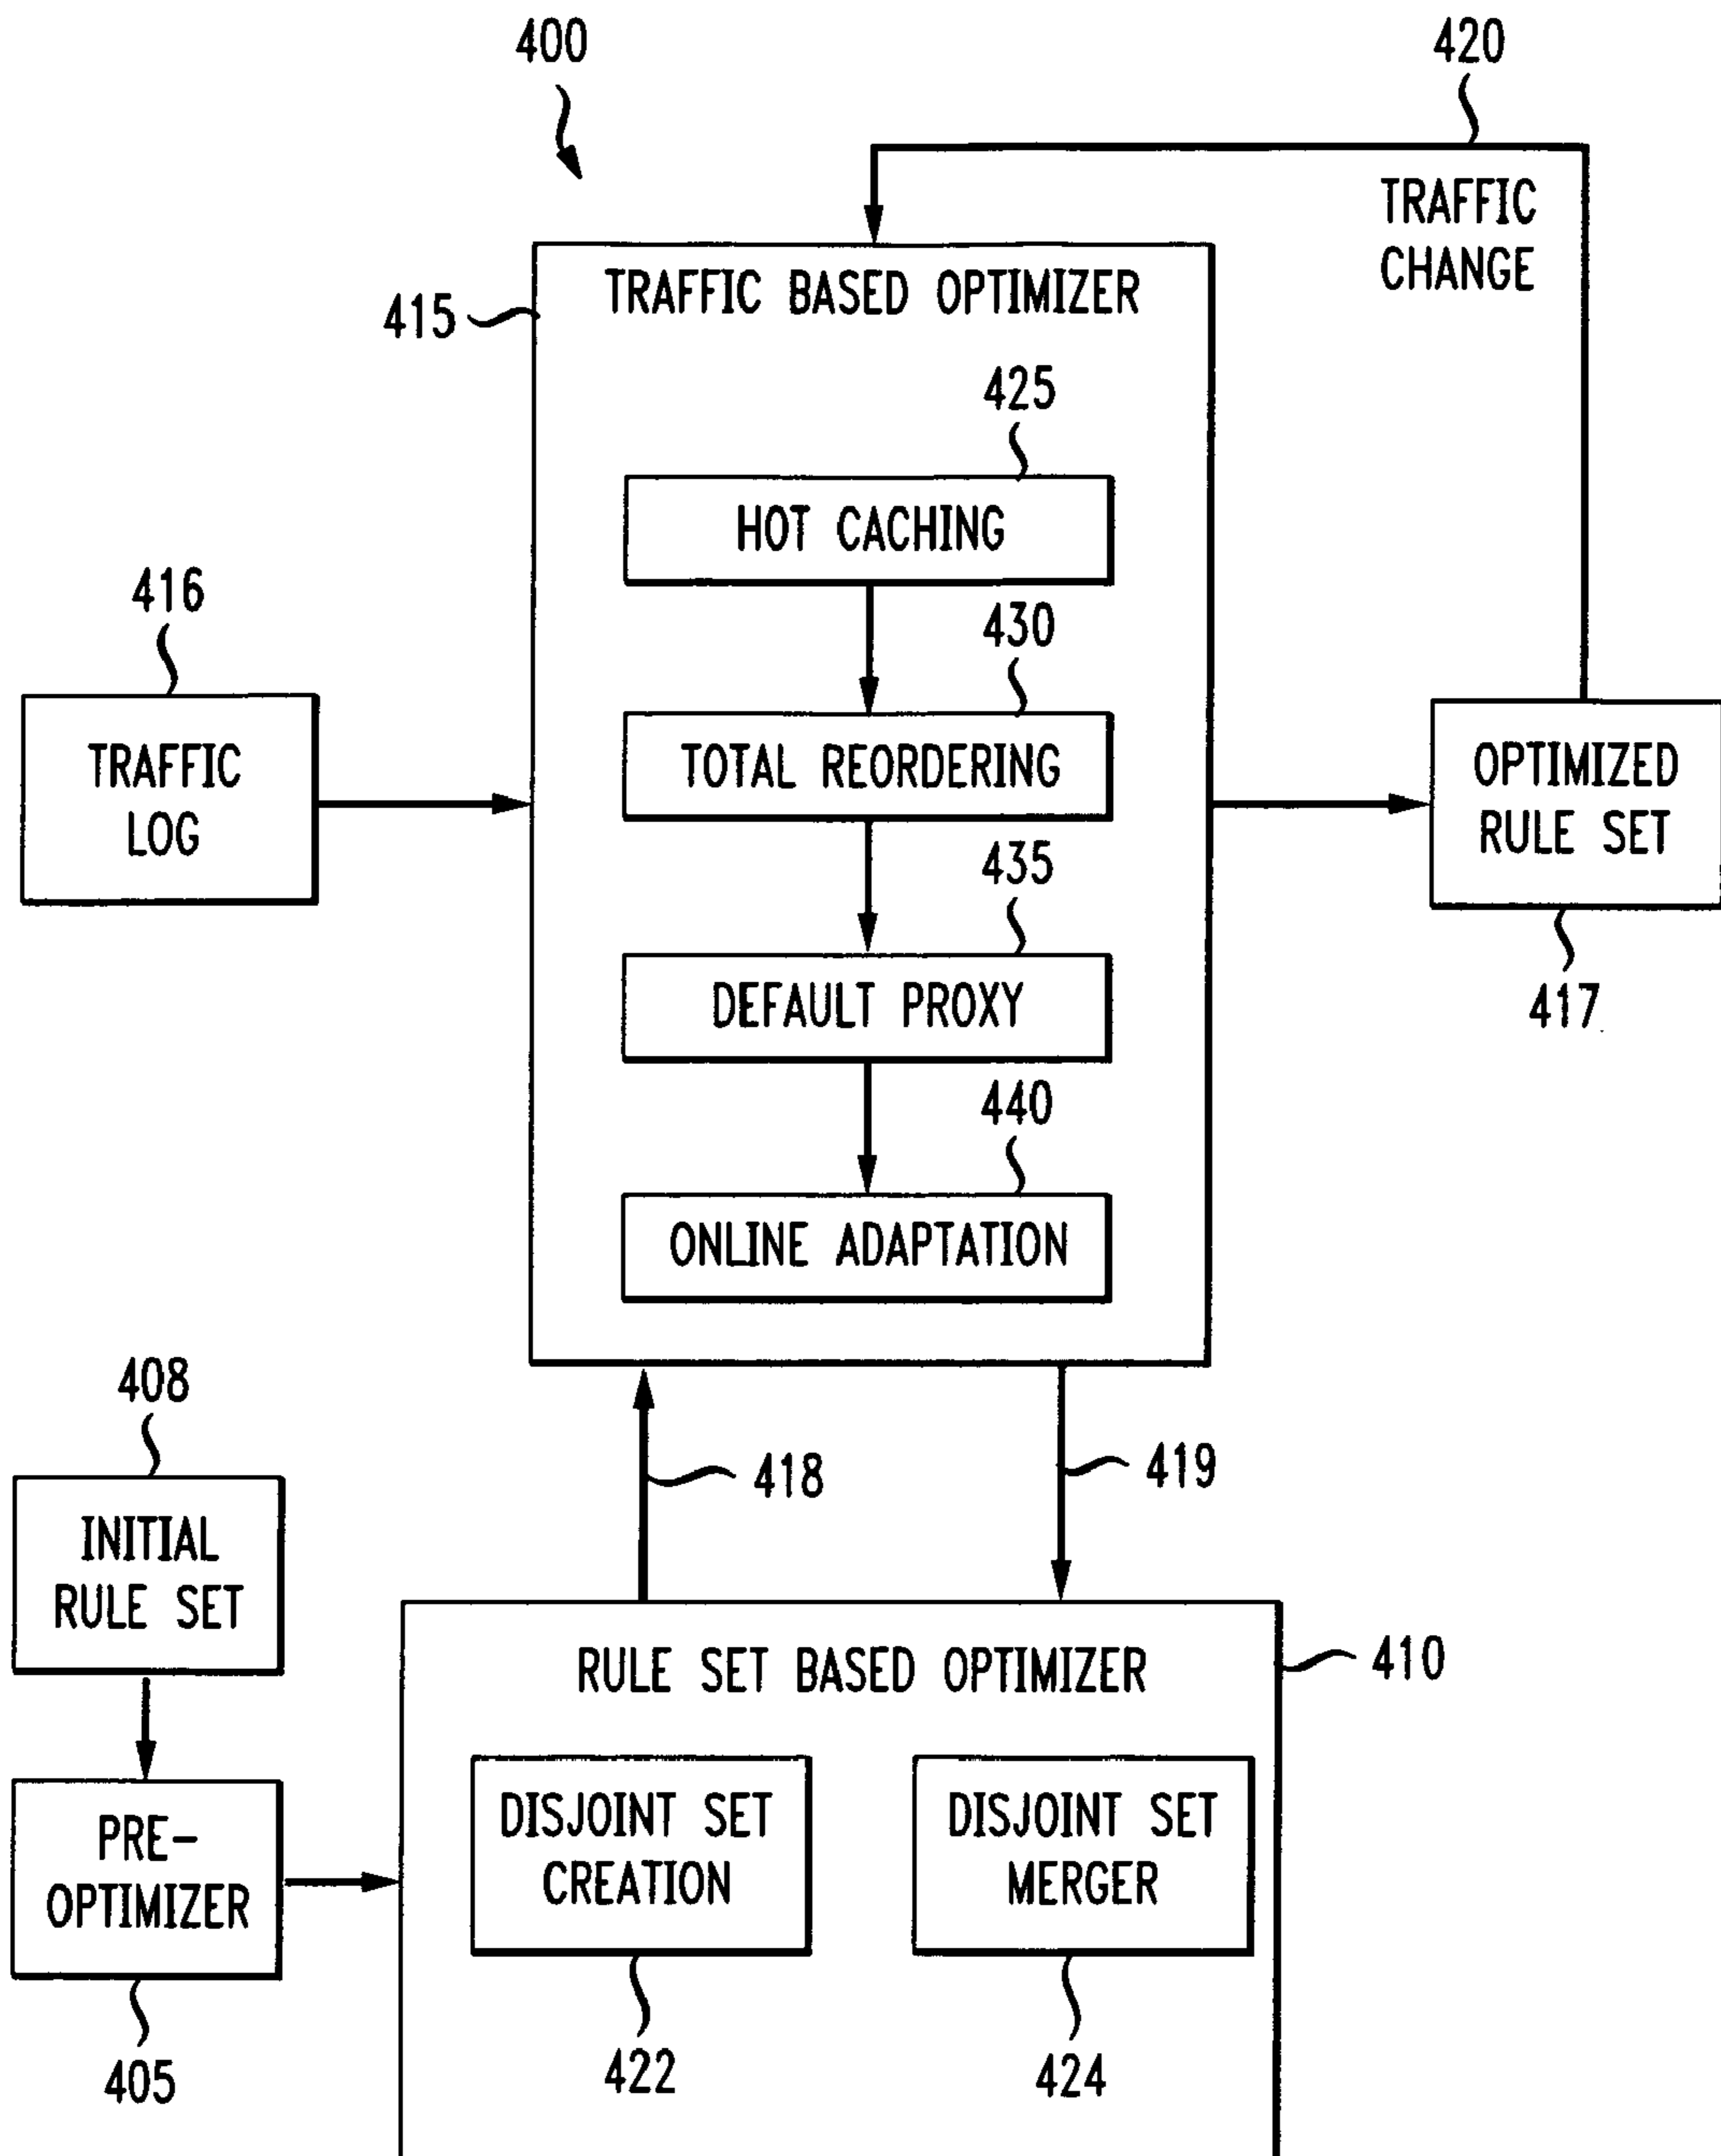 400
420
TRAFFIC
CHANGE
TRAFFIC BASED OPTIMIZER
415
425
HOT CACHING
416
430
TRAFFIC
LOG
TOTAL REORDERING
OPTIMIZED
RULE SET
435
417
DEFAULT PROXY
440
ONLINE ADAPTATION
408
418
419
INITIAL
RULE SET
RULE SET BASED OPTIMIZER
410
PRE-
OPTIMIZER
DISJOINT SET
CREATION
DISJOINT SET
MERGER
405
422
424